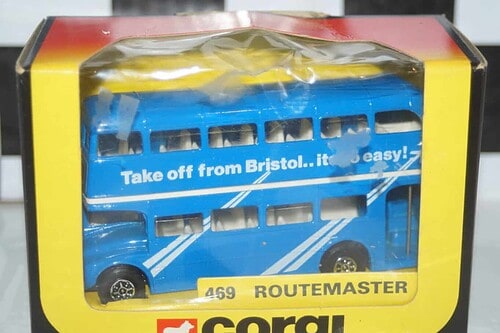 Take off from Bristol.. it's so easy!
469 ROUTEMASTER
CORGI